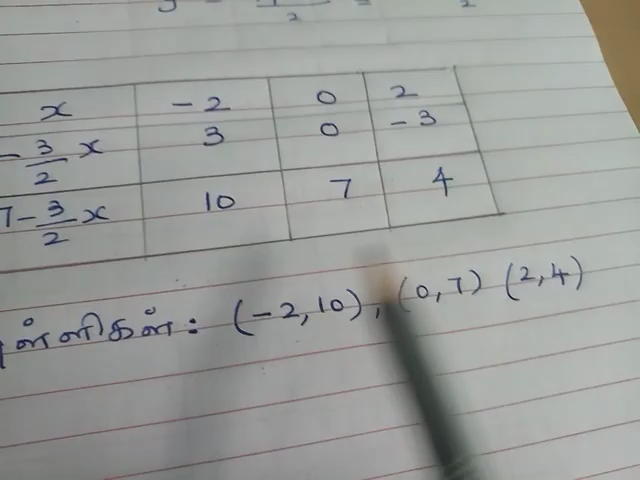 x -2 0 2
-3/2 x 3 0 -3
7-3/2 x 10 7 4
புள்ளிகள்: (-2,10), (0,7) (2,4)